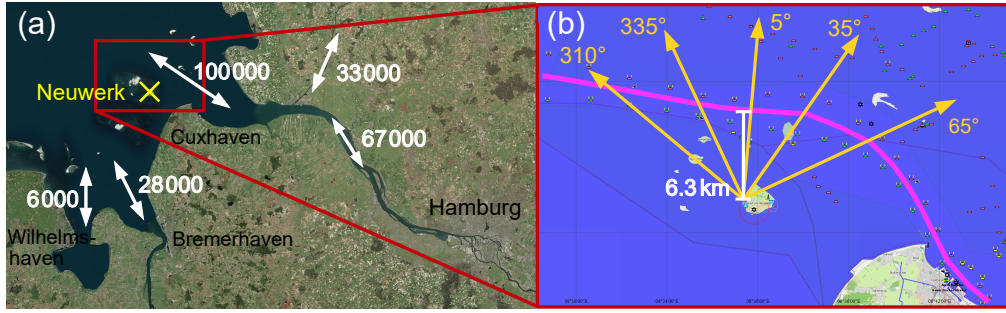 (a)
100000
33000
Neuwerk
Cuxhaven
67000
6000
28000
Hamburg
Wilhelms-
haven
Bremerhaven
(b)
335°
5°
35°
310°
65°
6.3 km